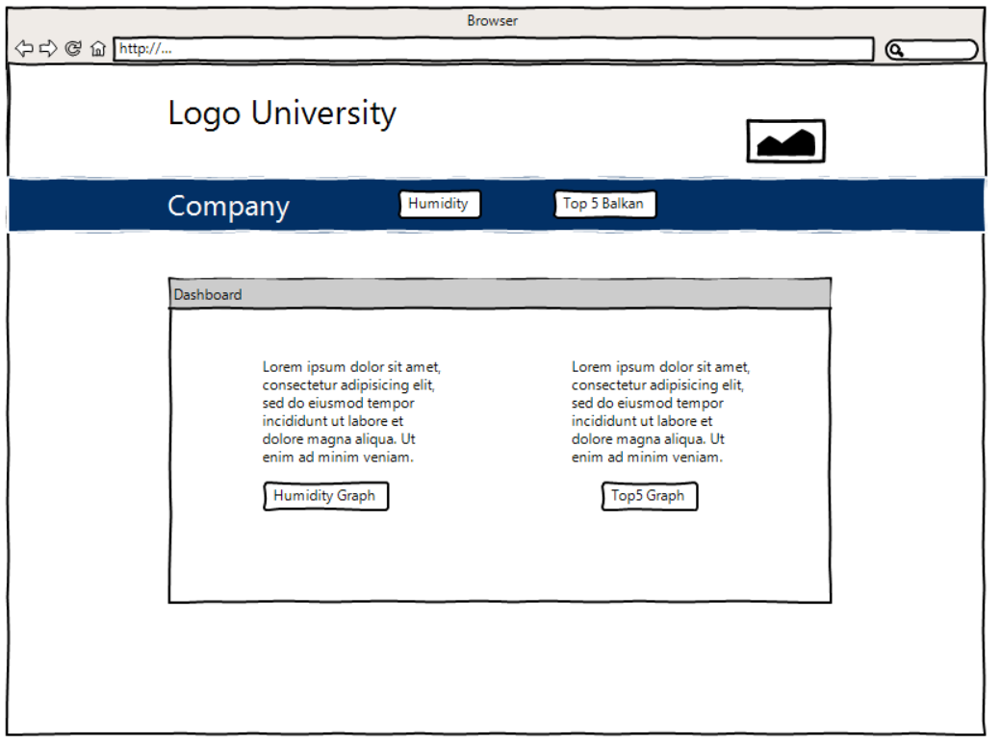 Browser
http://...
Logo University
Company
Humidity
Top 5 Balkan
Dashboard
Lorem ipsum dolor sit amet,
consectetur adipisicing elit,
sed do eiusmod tempor
incididunt ut labore et
dolore magna aliqua. Ut
enim ad minim veniam.
Humidity Graph
Lorem ipsum dolor sit amet,
consectetur adipisicing elit,
sed do eiusmod tempor
incididunt ut labore et
dolore magna aliqua. Ut
enim ad minim veniam.
Top5 Graph